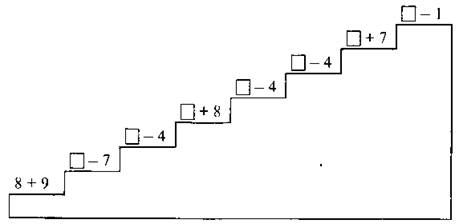 □ − 1
□ + 7
□ − 4
□ − 4
□ + 8
□ − 4
□ − 7
8 + 9